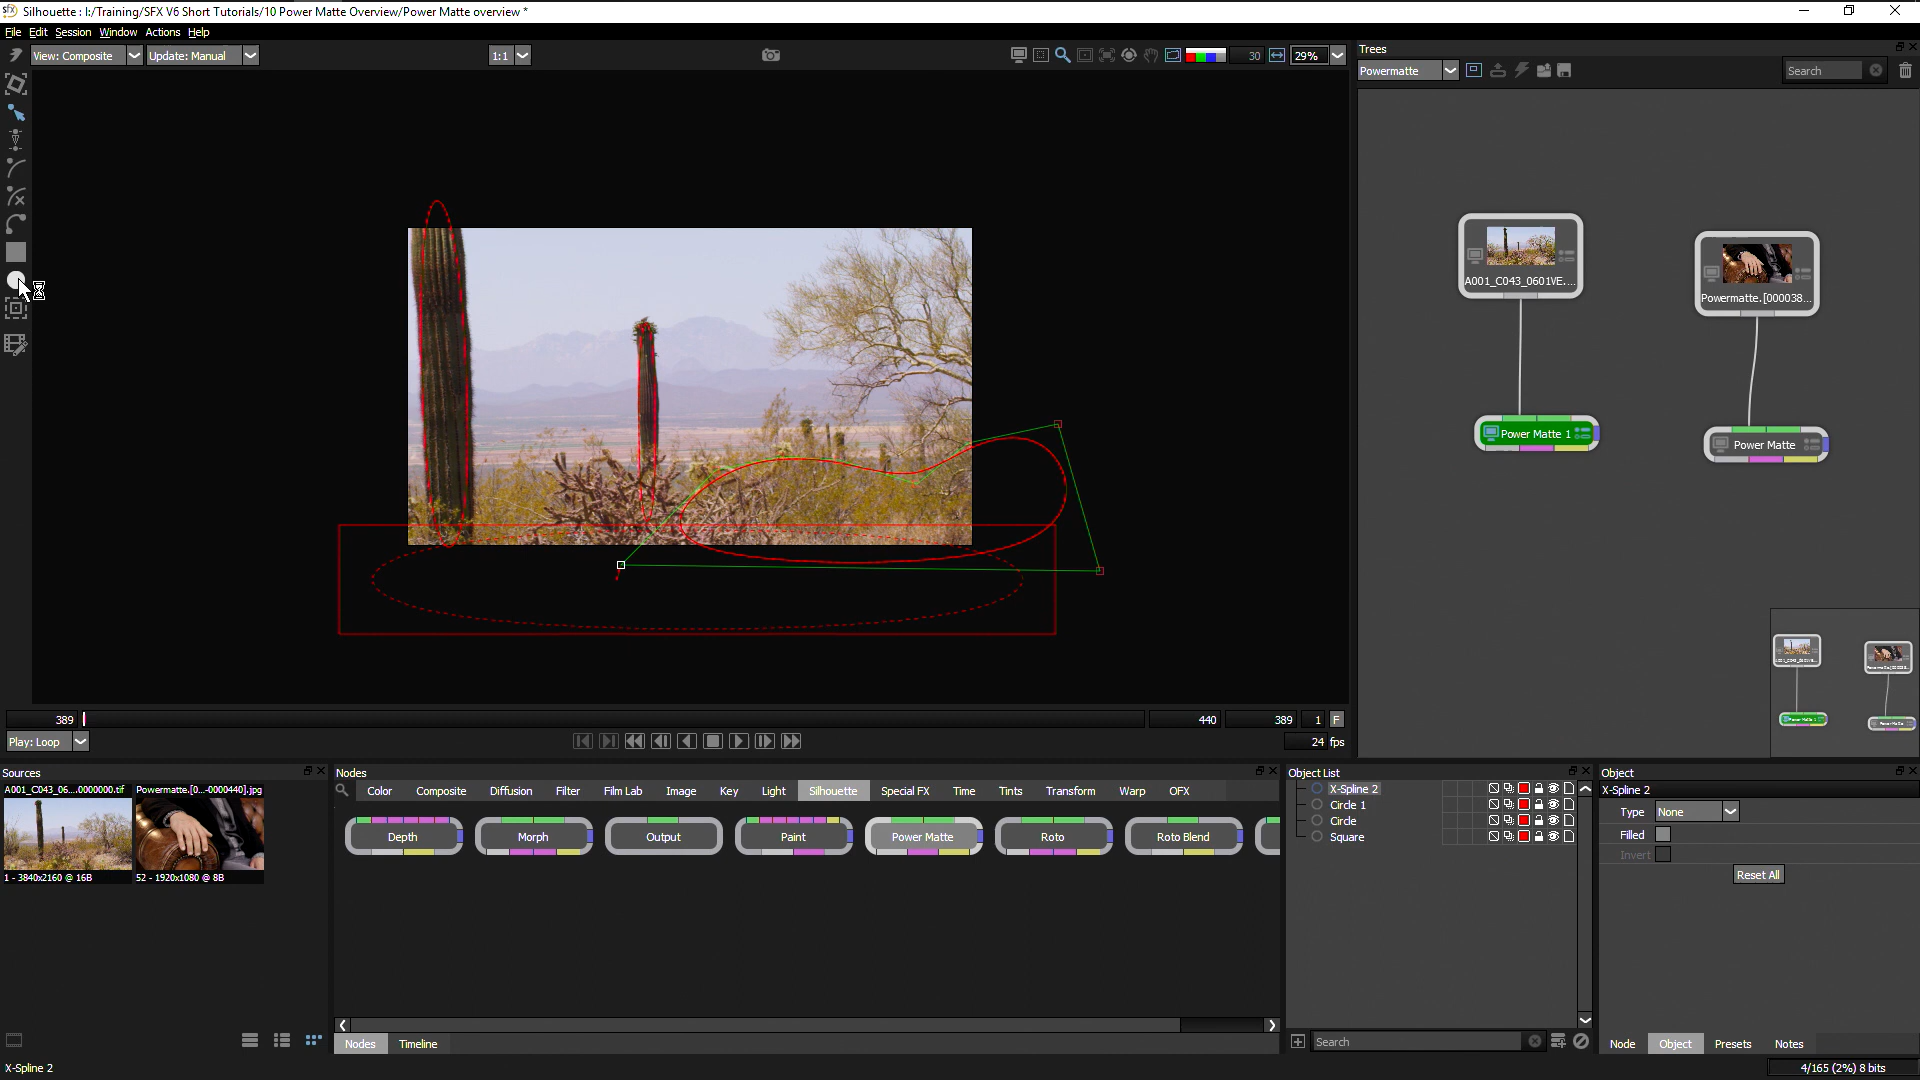 SFX Silhouette : I:/Training/SFX V6 Short Tutorials/10 Power Matte Overview/Power Matte overview *
File Edit Session Window Actions Help
View: Composite Update: Manual 1:1 30 29%
Trees
Powermatte Search
A001_C043_0601VE....
Powermatte.[000038...
Power Matte 1
Power Matte
389 440 389 1 F
Play: Loop 24 fps
Sources
A001_C043_06....0000000.tif Powermatte.[0...-0000440].jpg
1 - 3840x2160 @ 16B 52 - 1920x1080 @ 8B
Nodes
Color Composite Diffusion Filter Film Lab Image Key Light Silhouette Special FX Time Tints Transform Warp OFX
Depth Morph Output Paint Power Matte Roto Roto Blend
Nodes Timeline
Object List
X-Spline 2
Circle 1
Circle
Square
Search
Object
X-Spline 2
Type None
Filled
Invert
Reset All
Node Object Presets Notes
X-Spline 2
4/165 (2%) 8 bits